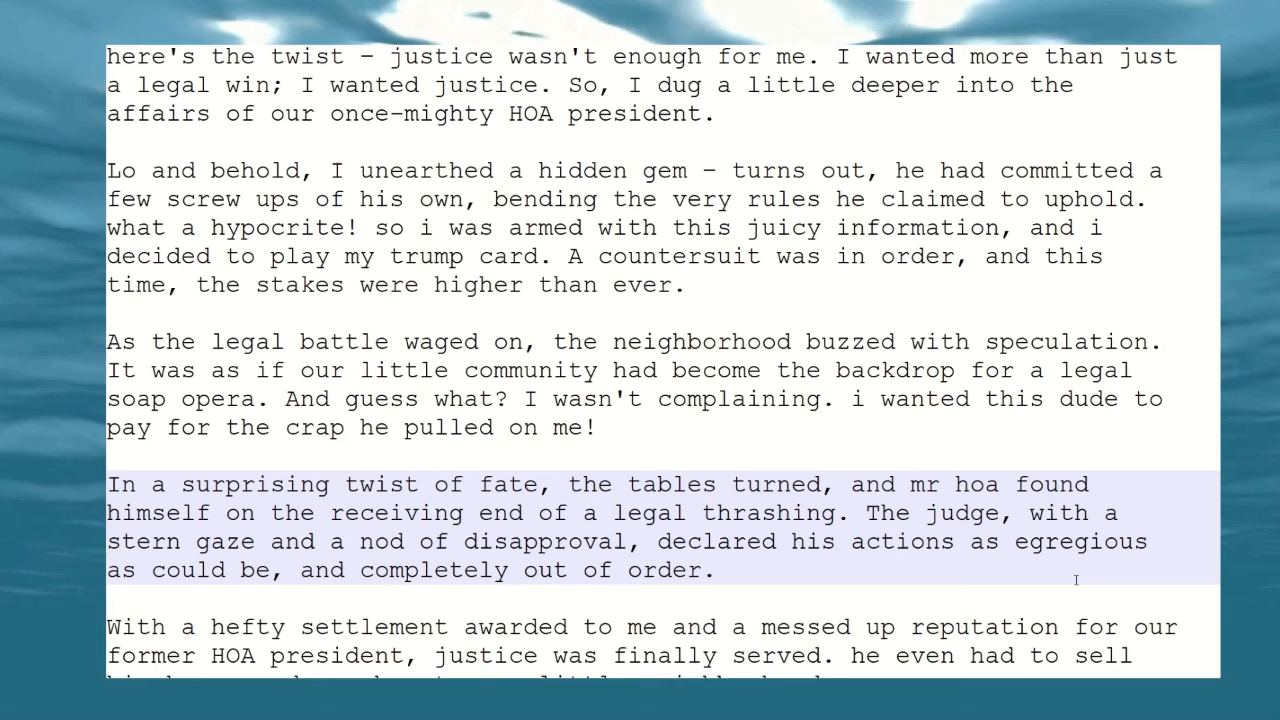 here's the twist – justice wasn't enough for me. I wanted more than just
a legal win; I wanted justice. So, I dug a little deeper into the
affairs of our once-mighty HOA president.
Lo and behold, I unearthed a hidden gem – turns out, he had committed a
few screw ups of his own, bending the very rules he claimed to uphold.
what a hypocrite! so i was armed with this juicy information, and i
decided to play my trump card. A countersuit was in order, and this
time, the stakes were higher than ever.
As the legal battle waged on, the neighborhood buzzed with speculation.
It was as if our little community had become the backdrop for a legal
soap opera. And guess what? I wasn't complaining. i wanted this dude to
pay for the crap he pulled on me!
In a surprising twist of fate, the tables turned, and mr hoa found
himself on the receiving end of a legal thrashing. The judge, with a
stern gaze and a nod of disapproval, declared his actions as egregious
as could be, and completely out of order.
With a hefty settlement awarded to me and a messed up reputation for our
former HOA president, justice was finally served. he even had to sell